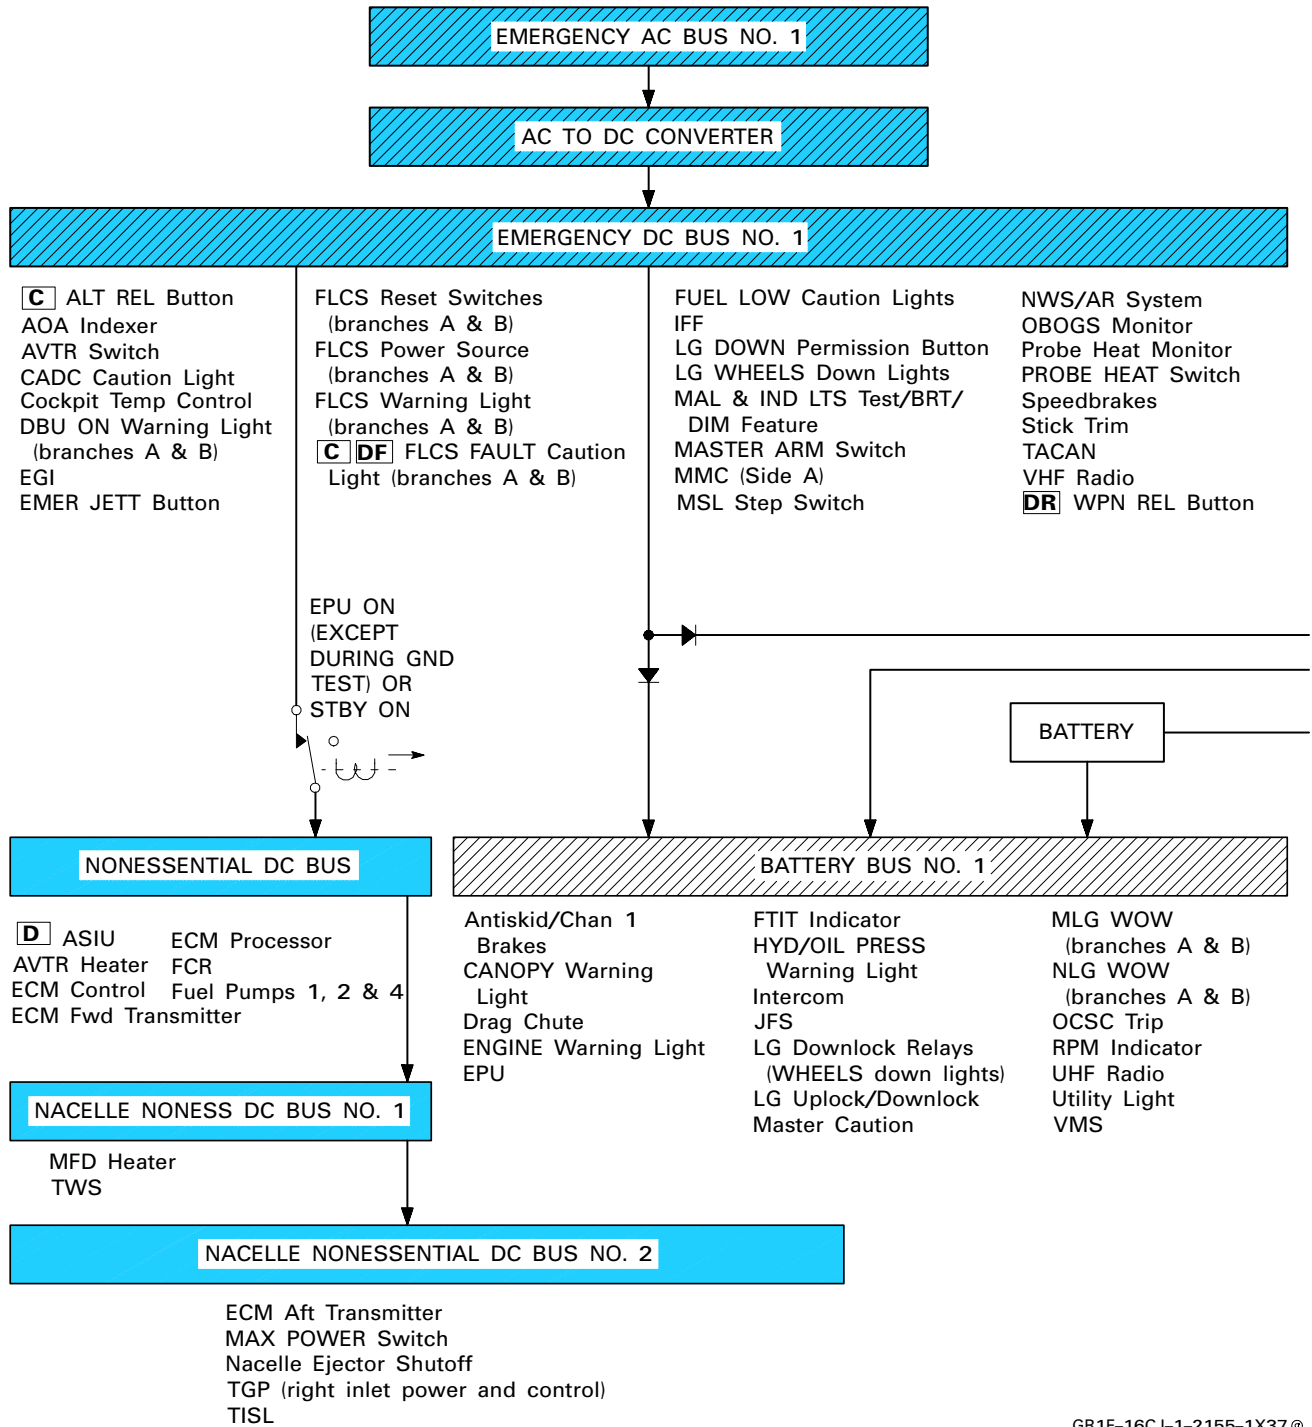 EMERGENCY AC BUS NO. 1
AC TO DC CONVERTER
EMERGENCY DC BUS NO. 1
C ALT REL Button
AOA Indexer
AVTR Switch
CADC Caution Light
Cockpit Temp Control
DBU ON Warning Light
(branches A & B)
EGI
EMER JETT Button
FLCS Reset Switches
(branches A & B)
FLCS Power Source
(branches A & B)
FLCS Warning Light
(branches A & B)
C DF FLCS FAULT Caution
Light (branches A & B)
FUEL LOW Caution Lights
IFF
LG DOWN Permission Button
LG WHEELS Down Lights
MAL & IND LTS Test/BRT/
DIM Feature
MASTER ARM Switch
MMC (Side A)
MSL Step Switch
NWS/AR System
OBOGS Monitor
Probe Heat Monitor
PROBE HEAT Switch
Speedbrakes
Stick Trim
TACAN
VHF Radio
DR WPN REL Button
EPU ON
(EXCEPT
DURING GND
TEST) OR
STBY ON
BATTERY
NONESSENTIAL DC BUS
BATTERY BUS NO. 1
D ASIU
AVTR Heater
ECM Control
ECM Fwd Transmitter
ECM Processor
FCR
Fuel Pumps 1, 2 & 4
Antiskid/Chan 1
Brakes
CANOPY Warning
Light
Drag Chute
ENGINE Warning Light
EPU
FTIT Indicator
HYD/OIL PRESS
Warning Light
Intercom
JFS
LG Downlock Relays
(WHEELS down lights)
LG Uplock/Downlock
Master Caution
MLG WOW
(branches A & B)
NLG WOW
(branches A & B)
OCSC Trip
RPM Indicator
UHF Radio
Utility Light
VMS
NACELLE NONESS DC BUS NO. 1
MFD Heater
TWS
NACELLE NONESSENTIAL DC BUS NO. 2
ECM Aft Transmitter
MAX POWER Switch
Nacelle Ejector Shutoff
TGP (right inlet power and control)
TISL